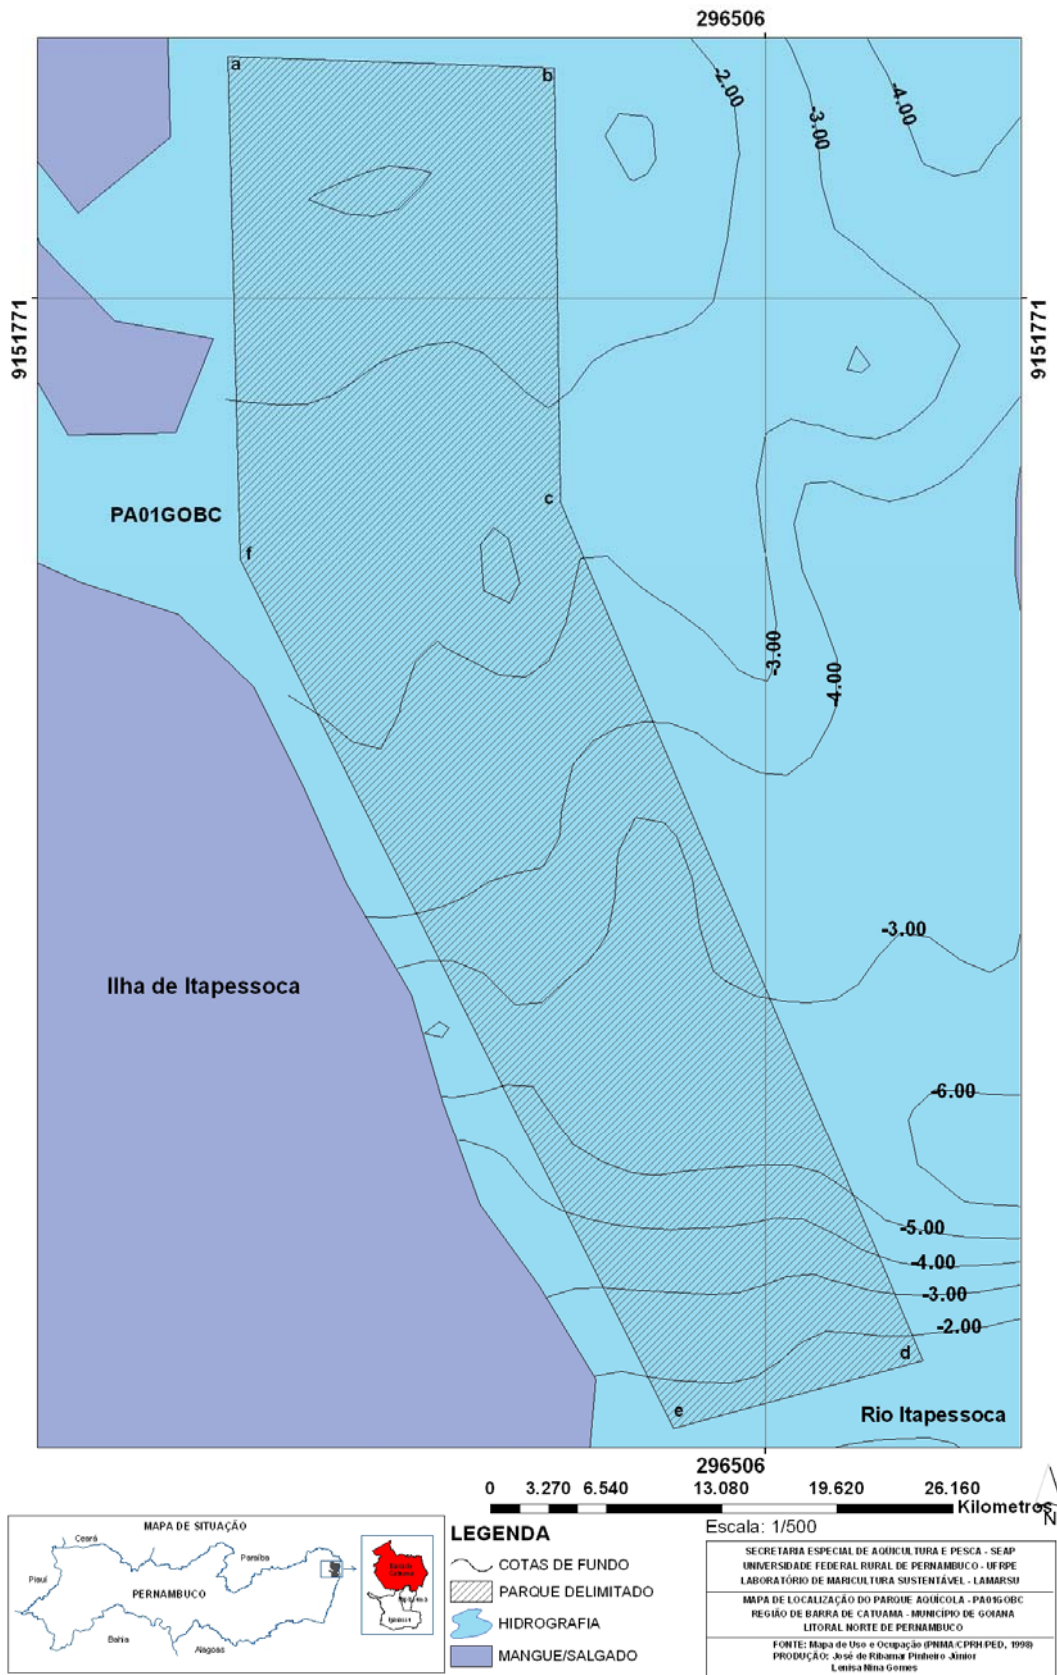 296506
a
b
-2.00
-3.00
-4.00
9151771
9151771
c
PA01GOBC
f
-3.00
-4.00
-3.00
Ilha de Itapessoca
-6.00
-5.00
-4.00
-3.00
-2.00
d
e
Rio Itapessoca
296506
0 3.270 6.540 13.080 19.620 26.160
Kilometros
N
Escala: 1/500
MAPA DE SITUAÇÃO
Ceará
Paraíba
Piauí
PERNAMBUCO
Bahia
Alagoas
LEGENDA
COTAS DE FUNDO
PARQUE DELIMITADO
HIDROGRAFIA
MANGUE/SALGADO
SECRETARIA ESPECIAL DE AQÜICULTURA E PESCA - SEAP
UNIVERSIDADE FEDERAL RURAL DE PERNAMBUCO - UFRPE
LABORATÓRIO DE MARICULTURA SUSTENTÁVEL - LAMARSU
MAPA DE LOCALIZAÇÃO DO PARQUE AQUÍCOLA - PA01GOBC
REGIÃO DE BARRA DE CATUAMA - MUNICÍPIO DE GOIANA
LITORAL NORTE DE PERNAMBUCO
FONTE: Mapa de Uso e Ocupação (PNMA/CPRH/PED, 1998)
PRODUÇÃO: José de Ribamar Pinheiro Júnior
Lenisa Nina Gomes